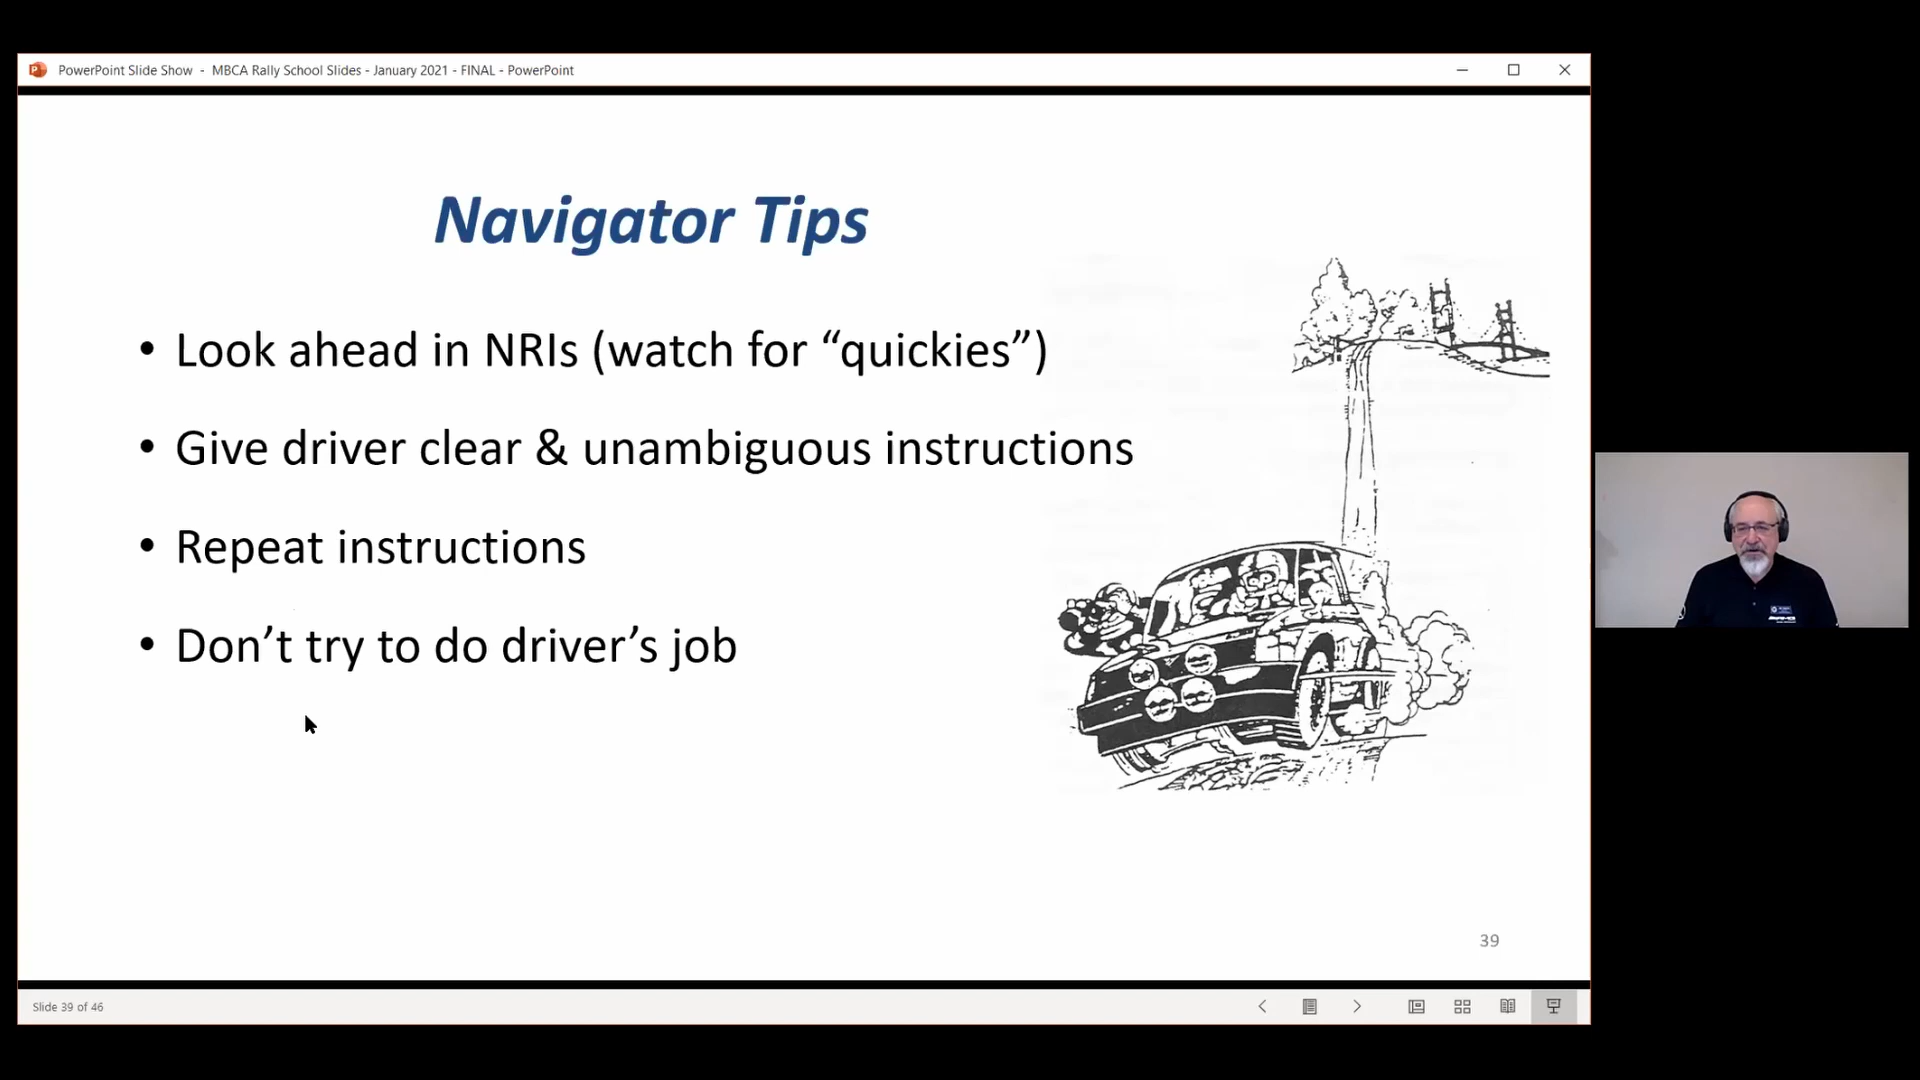 PowerPoint Slide Show - MBCA Rally School Slides - January 2021 - FINAL - PowerPoint
Navigator Tips
• Look ahead in NRIs (watch for “quickies”)
• Give driver clear & unambiguous instructions
• Repeat instructions
• Don’t try to do driver’s job
39
Slide 39 of 46